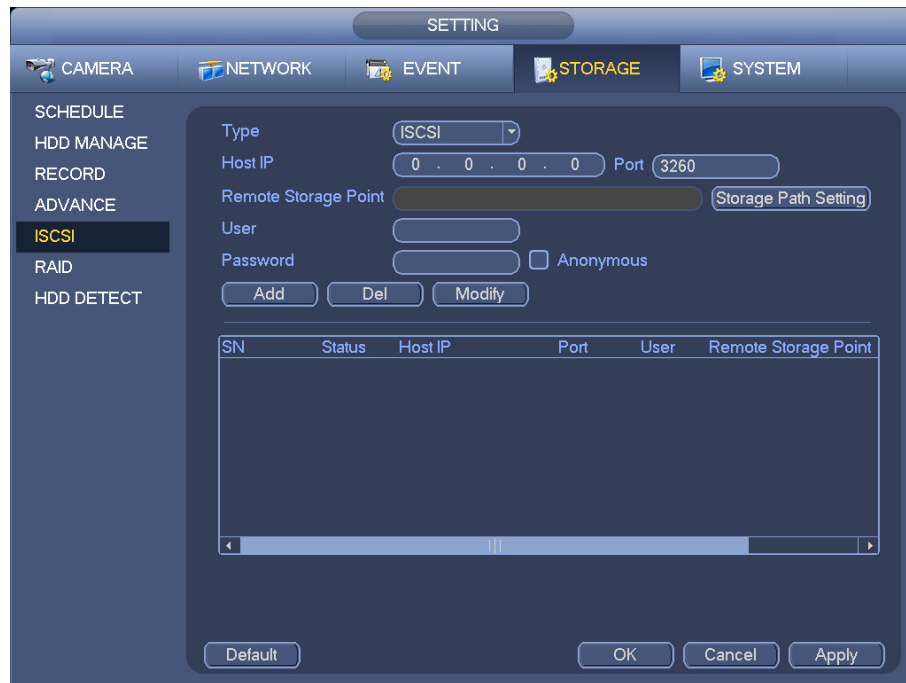 SETTING
CAMERA NETWORK EVENT STORAGE SYSTEM
SCHEDULE
HDD MANAGE
RECORD
ADVANCE
ISCSI
RAID
HDD DETECT
Type ISCSI
Host IP 0 . 0 . 0 . 0 Port 3260
Remote Storage Point Storage Path Setting
User
Password Anonymous
Add Del Modify
SN Status Host IP Port User Remote Storage Point
Default OK Cancel Apply